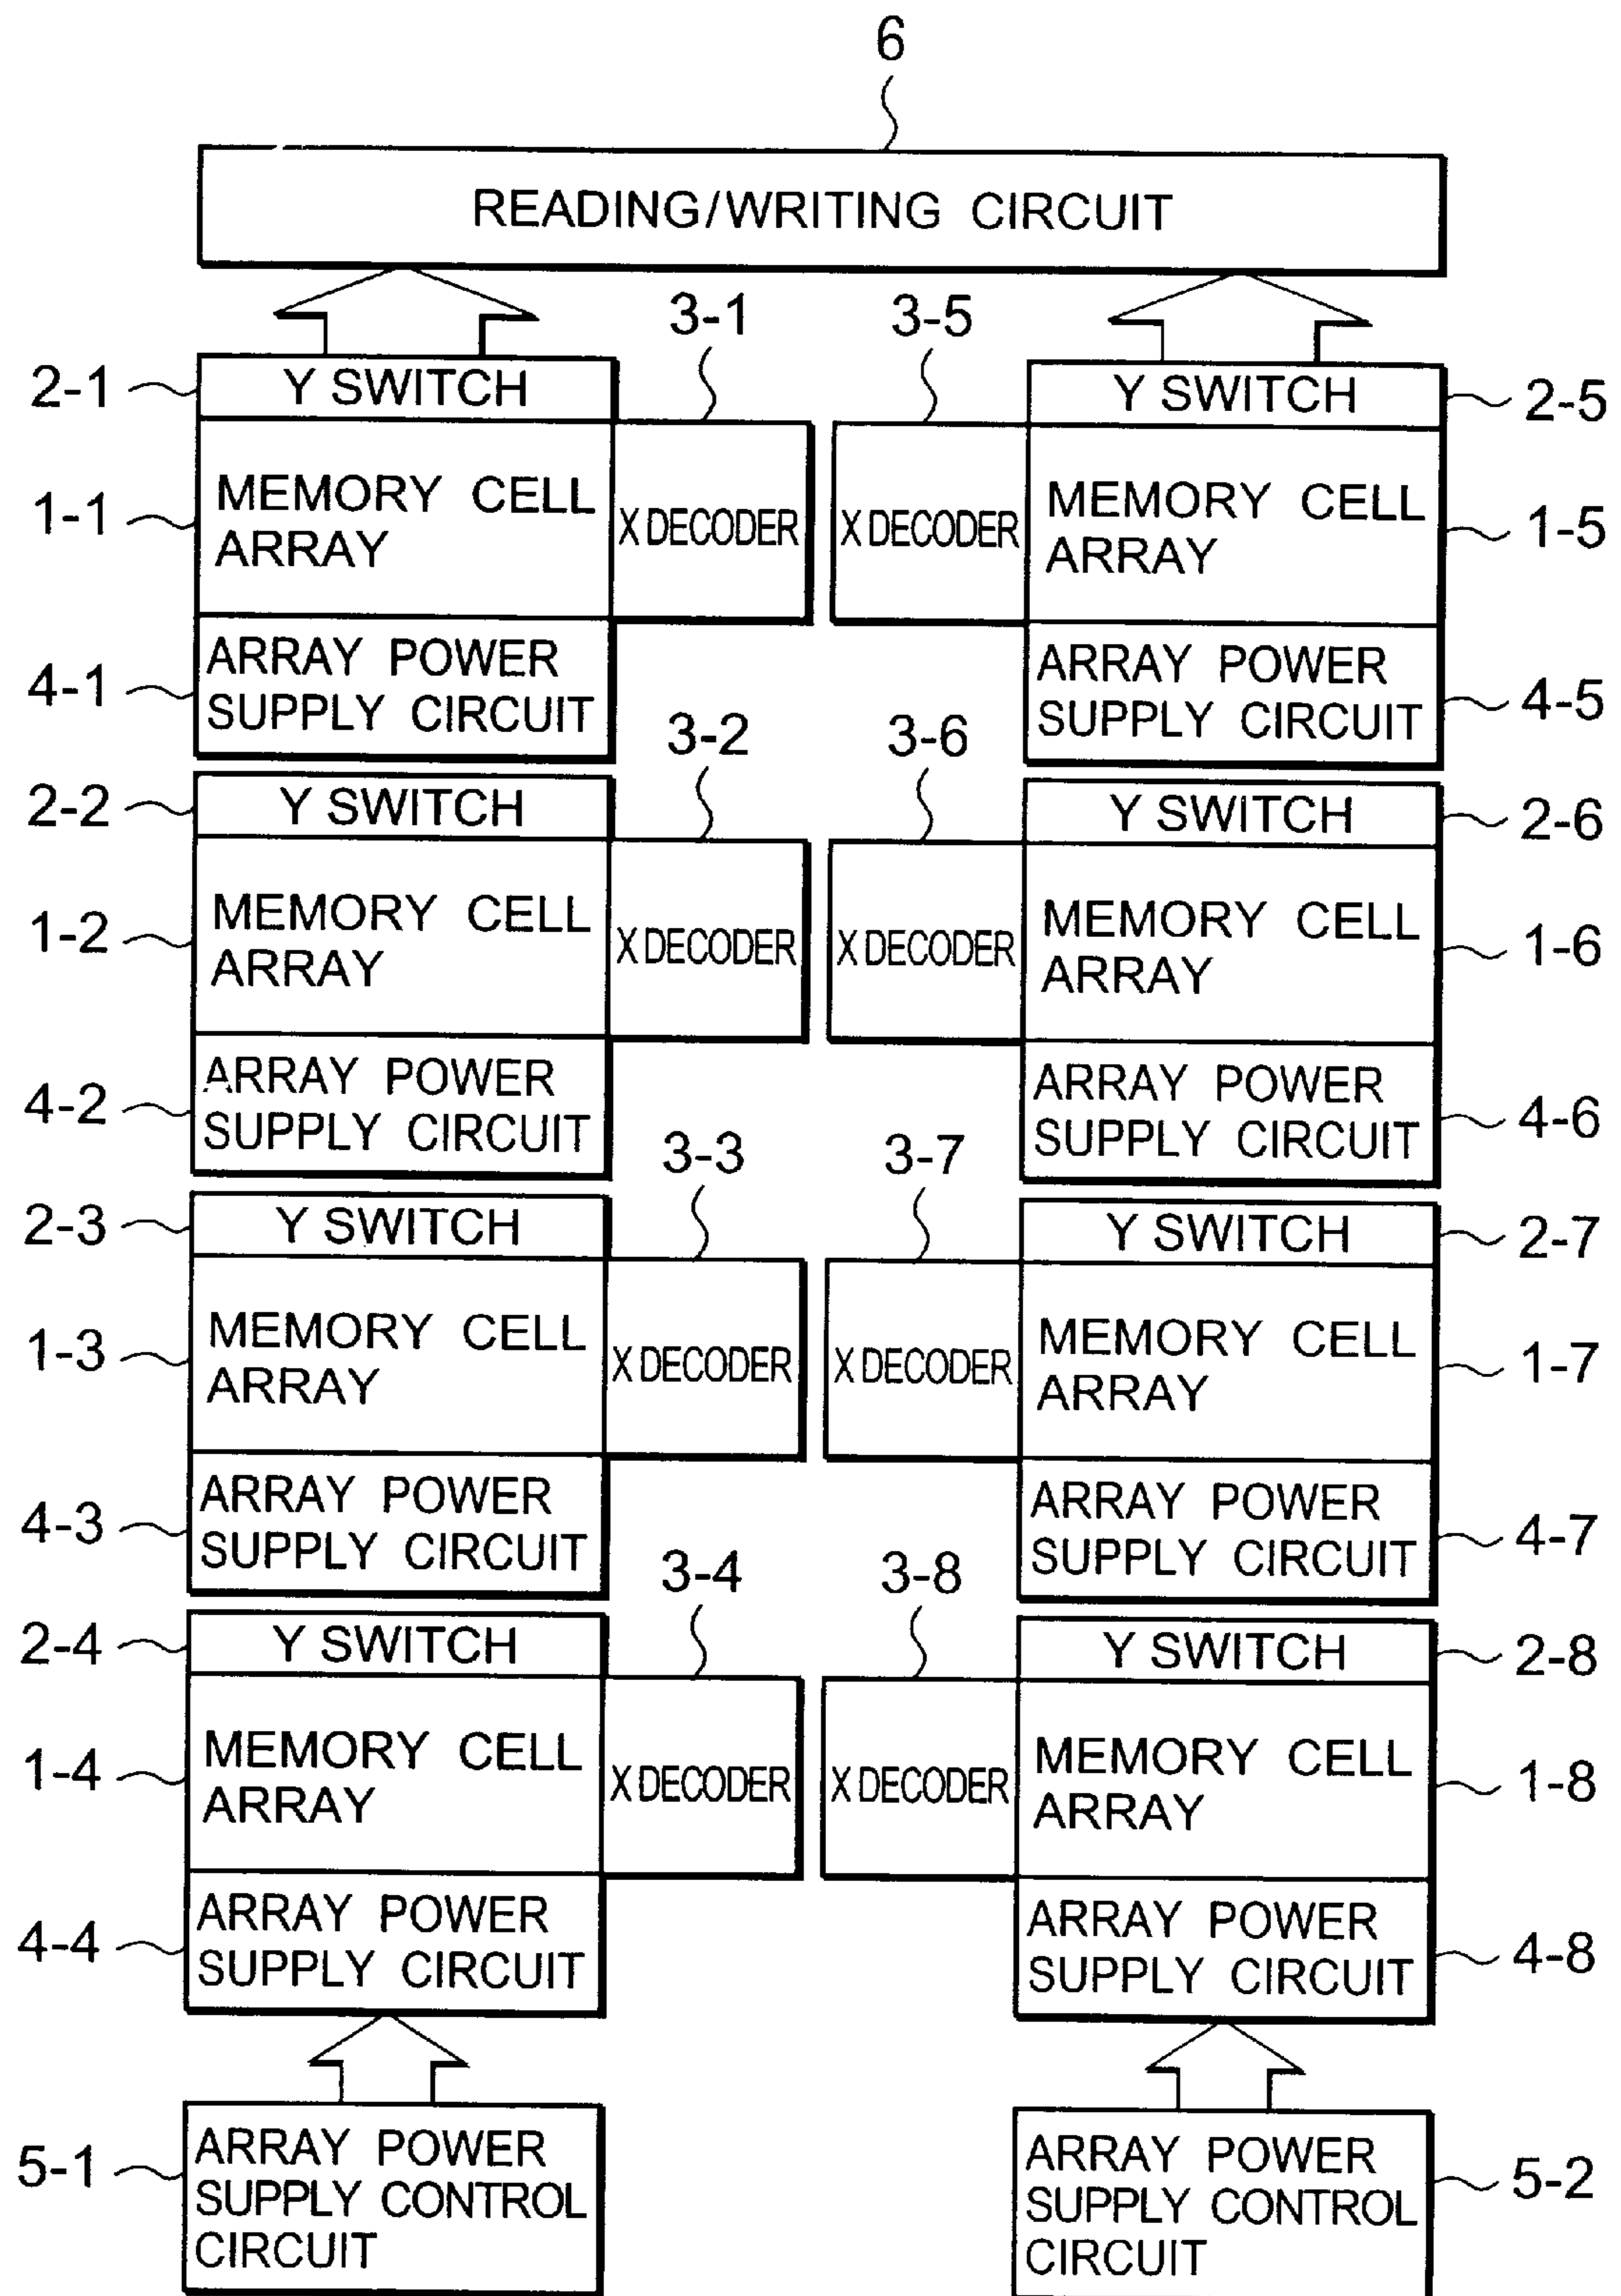 6
READING/WRITING CIRCUIT
3-1
3-5
2-1
Y SWITCH
Y SWITCH
2-5
1-1
MEMORY CELL
ARRAY
X DECODER
X DECODER
MEMORY CELL
ARRAY
1-5
4-1
ARRAY POWER
SUPPLY CIRCUIT
ARRAY POWER
SUPPLY CIRCUIT
4-5
3-2
3-6
2-2
Y SWITCH
Y SWITCH
2-6
1-2
MEMORY CELL
ARRAY
X DECODER
X DECODER
MEMORY CELL
ARRAY
1-6
4-2
ARRAY POWER
SUPPLY CIRCUIT
ARRAY POWER
SUPPLY CIRCUIT
4-6
3-3
3-7
2-3
Y SWITCH
Y SWITCH
2-7
1-3
MEMORY CELL
ARRAY
X DECODER
X DECODER
MEMORY CELL
ARRAY
1-7
4-3
ARRAY POWER
SUPPLY CIRCUIT
ARRAY POWER
SUPPLY CIRCUIT
4-7
3-4
3-8
2-4
Y SWITCH
Y SWITCH
2-8
1-4
MEMORY CELL
ARRAY
X DECODER
X DECODER
MEMORY CELL
ARRAY
1-8
4-4
ARRAY POWER
SUPPLY CIRCUIT
ARRAY POWER
SUPPLY CIRCUIT
4-8
5-1
ARRAY POWER
SUPPLY CONTROL
CIRCUIT
ARRAY POWER
SUPPLY CONTROL
CIRCUIT
5-2